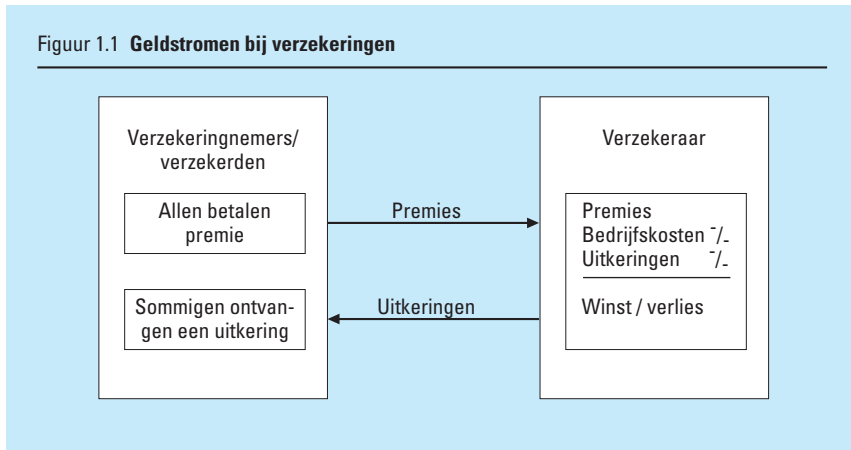 Figuur 1.1 Geldstromen bij verzekeringen
Verzekeringnemers/
verzekerden
Allen betalen
premie
Sommigen ontvan-
gen een uitkering
Premies
Uitkeringen
Verzekeraar
Premies
Bedrijfskosten -/-
Uitkeringen -/-
Winst / verlies